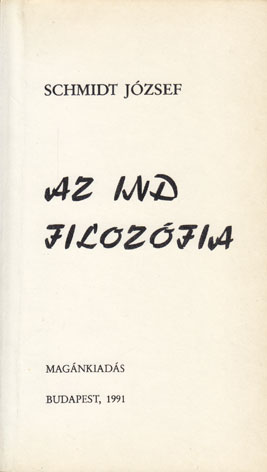 SCHMIDT JÓZSEF
AZ IND
FILOZÓFIA
MAGÁNKIADÁS
BUDAPEST, 1991